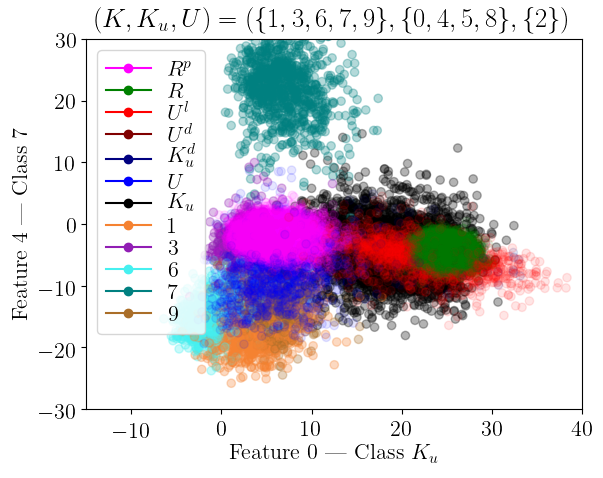 (K, K_u, U) = ({1, 3, 6, 7, 9}, {0, 4, 5, 8}, {2})
30
20
10
0
−10
−20
−30
Feature 4 — Class 7
R^p
R
U^l
U^d
K_u^d
U
K_u
1
3
6
7
9
−10
0
10
20
30
40
Feature 0 — Class K_u